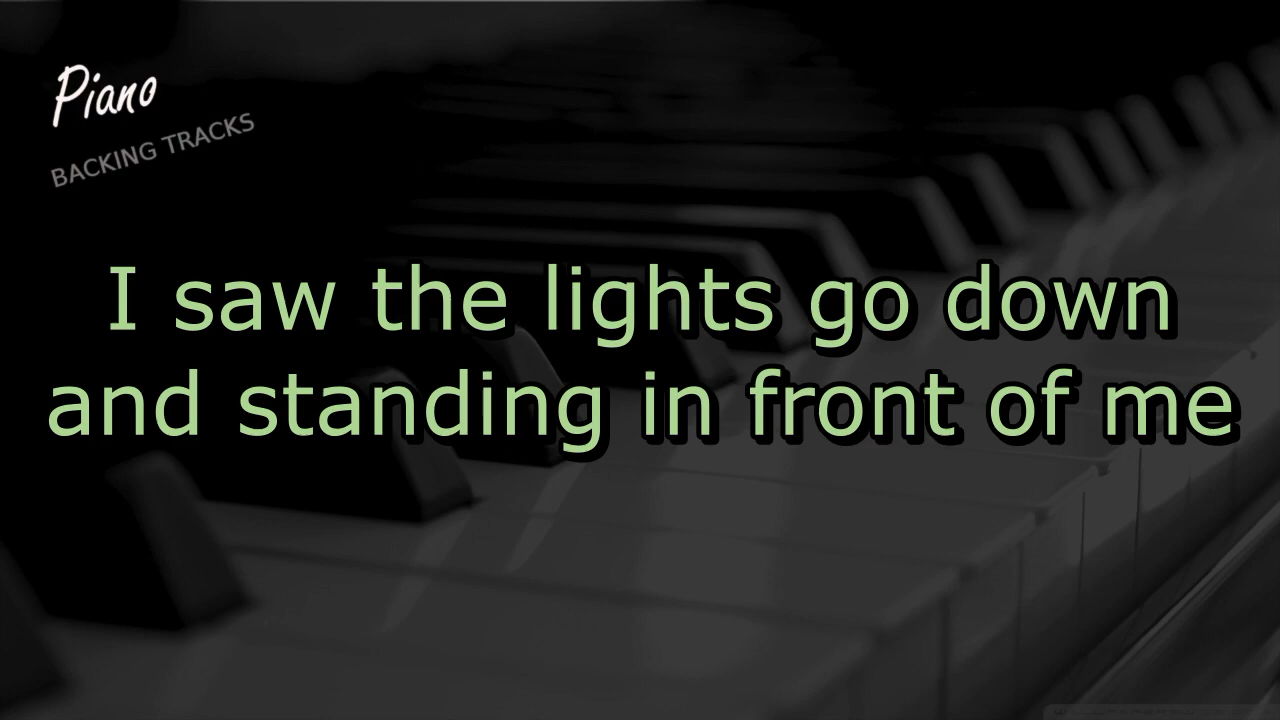 Piano
BACKING TRACKS
I saw the lights go down
and standing in front of me